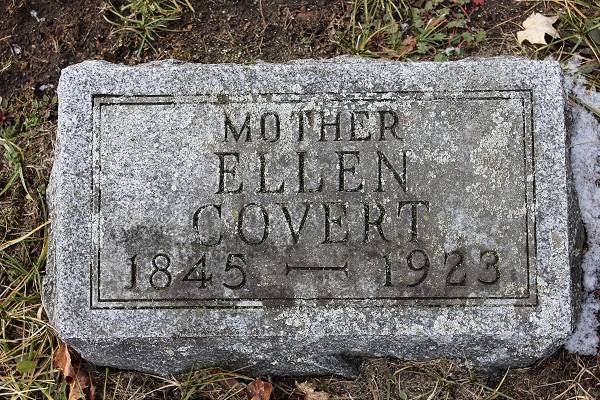 MOTHER
ELLEN
COVERT
1845 — 1923